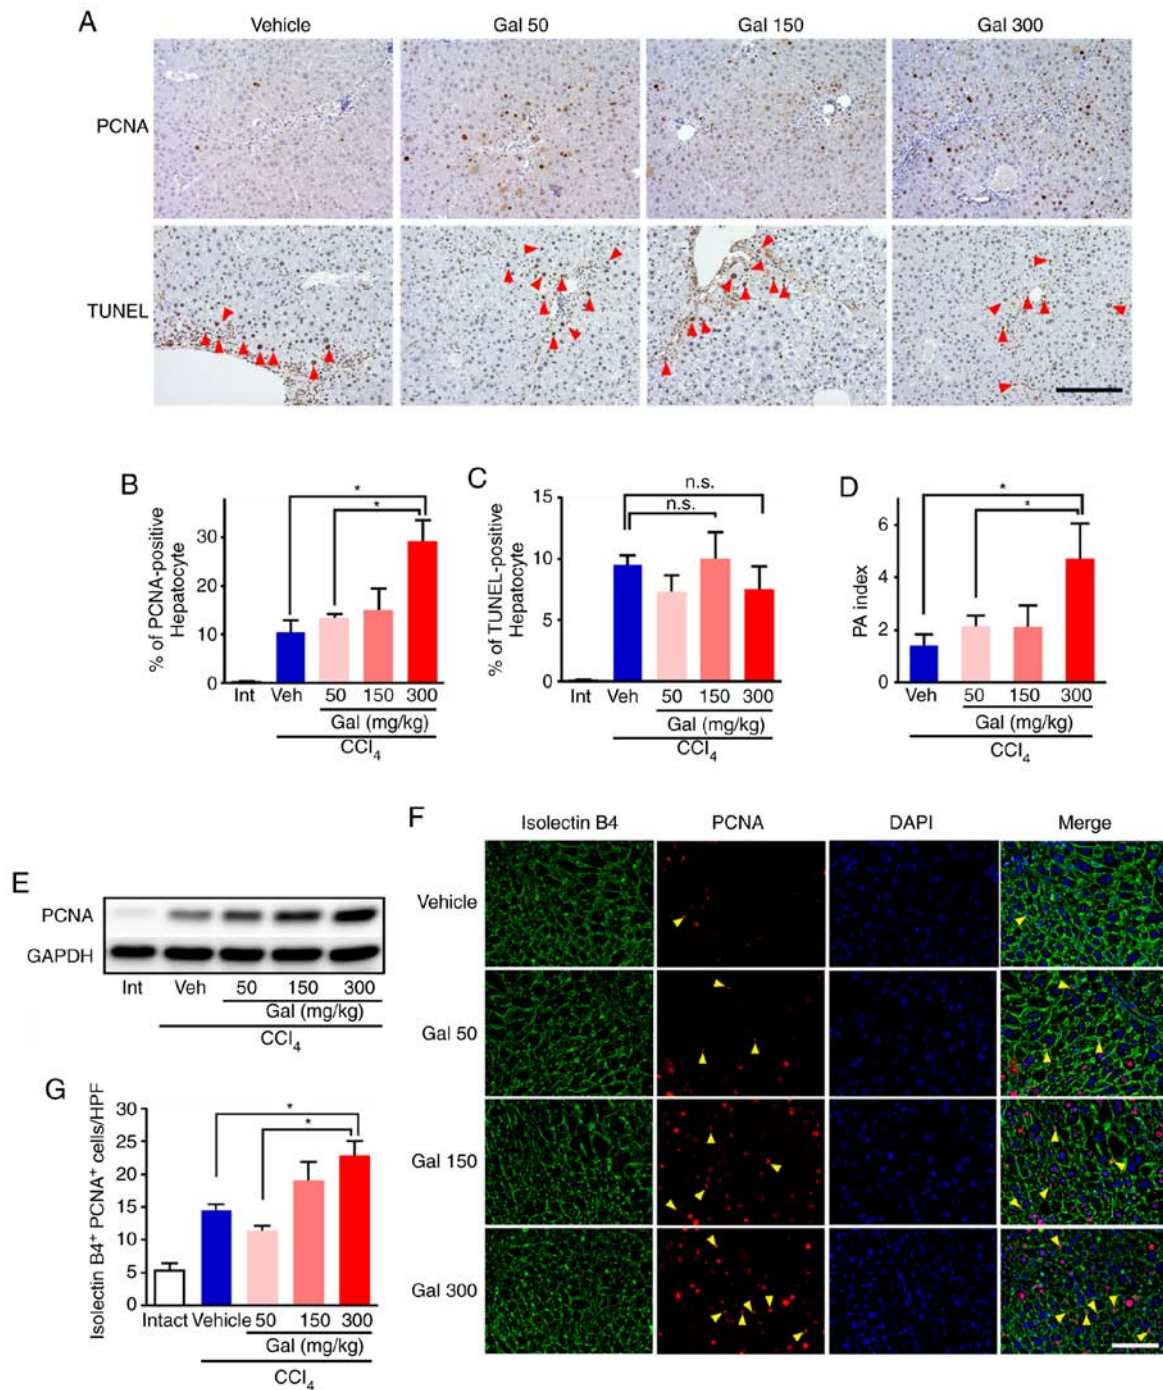 A
Vehicle Gal 50 Gal 150 Gal 300
PCNA
TUNEL
B
% of PCNA-positive
Hepatocyte
30
20
10
0
* 
*
Int Veh 50 150 300
Gal (mg/kg)
CCl4
C
% of TUNEL-positive
Hepatocyte
15
10
5
0
n.s.
n.s.
Int Veh 50 150 300
Gal (mg/kg)
CCl4
D
PA index
6
4
2
0
*
*
Veh 50 150 300
Gal (mg/kg)
CCl4
E
PCNA
GAPDH
Int Veh 50 150 300
Gal (mg/kg)
CCl4
F
Isolectin B4 PCNA DAPI Merge
Vehicle
Gal 50
Gal 150
Gal 300
G
Isolectin B4+ PCNA+ cells/HPF
30
25
20
15
10
5
0
*
*
Intact Vehicle 50 150 300
Gal (mg/kg)
CCl4